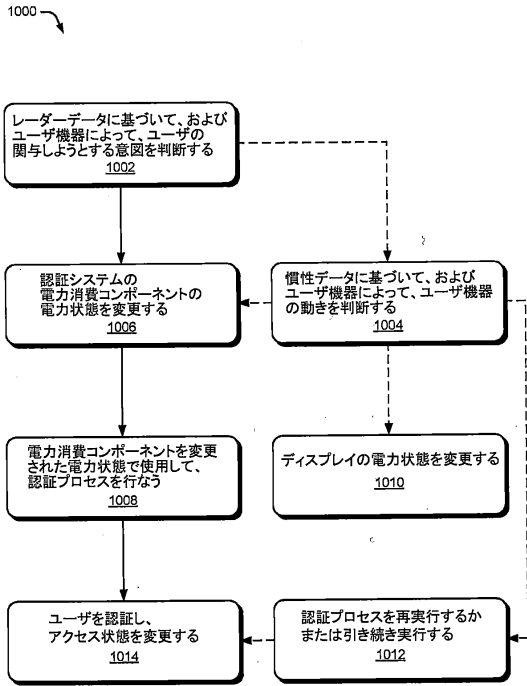 1000
レーダーデータに基づいて、および
ユーザ機器によって、ユーザの
関与しようとする意図を判断する
1002
認証システムの
電力消費コンポーネントの
電力状態を変更する
1006
慣性データに基づいて、および
ユーザ機器によって、ユーザ機器
の動きを判断する
1004
電力消費コンポーネントを変更
された電力状態で使用して、
認証プロセスを行なう
1008
ディスプレイの電力状態を変更する
1010
ユーザを認証し、
アクセス状態を変更する
1014
認証プロセスを再実行するか
または引き続き実行する
1012